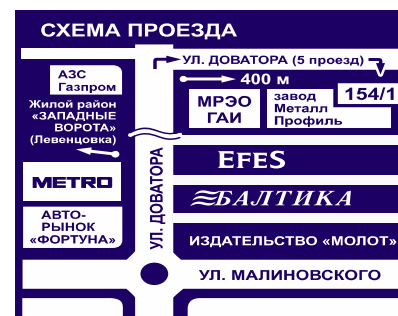 СХЕМА ПРОЕЗДА
УЛ. ДОВАТОРА (5 проезд)
400 м
АЗС
Газпром
Жилой район
«ЗАПАДНЫЕ
ВОРОТА»
(Левенцовка)
МРЭО
ГАИ
завод
Металл
Профиль
154/1
METRO
АВТО-
РЫНОК
«ФОРТУНА»
УЛ. ДОВАТОРА
EFES
БАЛТИКА
ИЗДАТЕЛЬСТВО «МОЛОТ»
УЛ. МАЛИНОВСКОГО